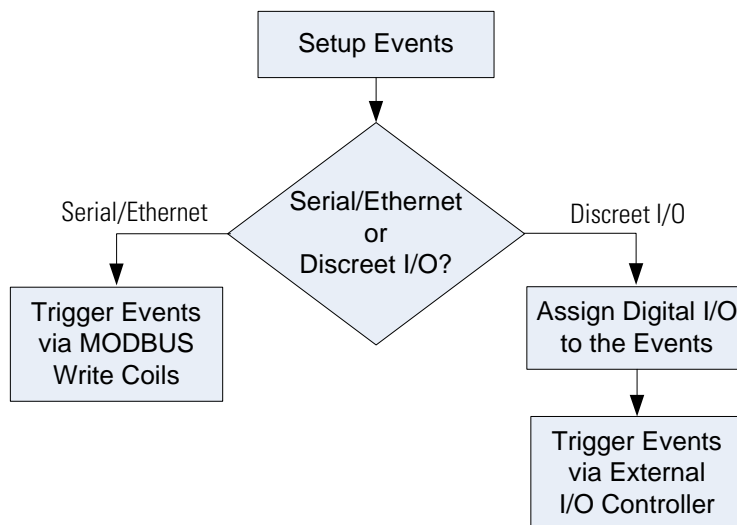 Setup Events
Serial/Ethernet
Serial/Ethernet
or
Discreet I/O?
Discreet I/O
Trigger Events
via MODBUS
Write Coils
Assign Digital I/O
to the Events
Trigger Events
via External
I/O Controller